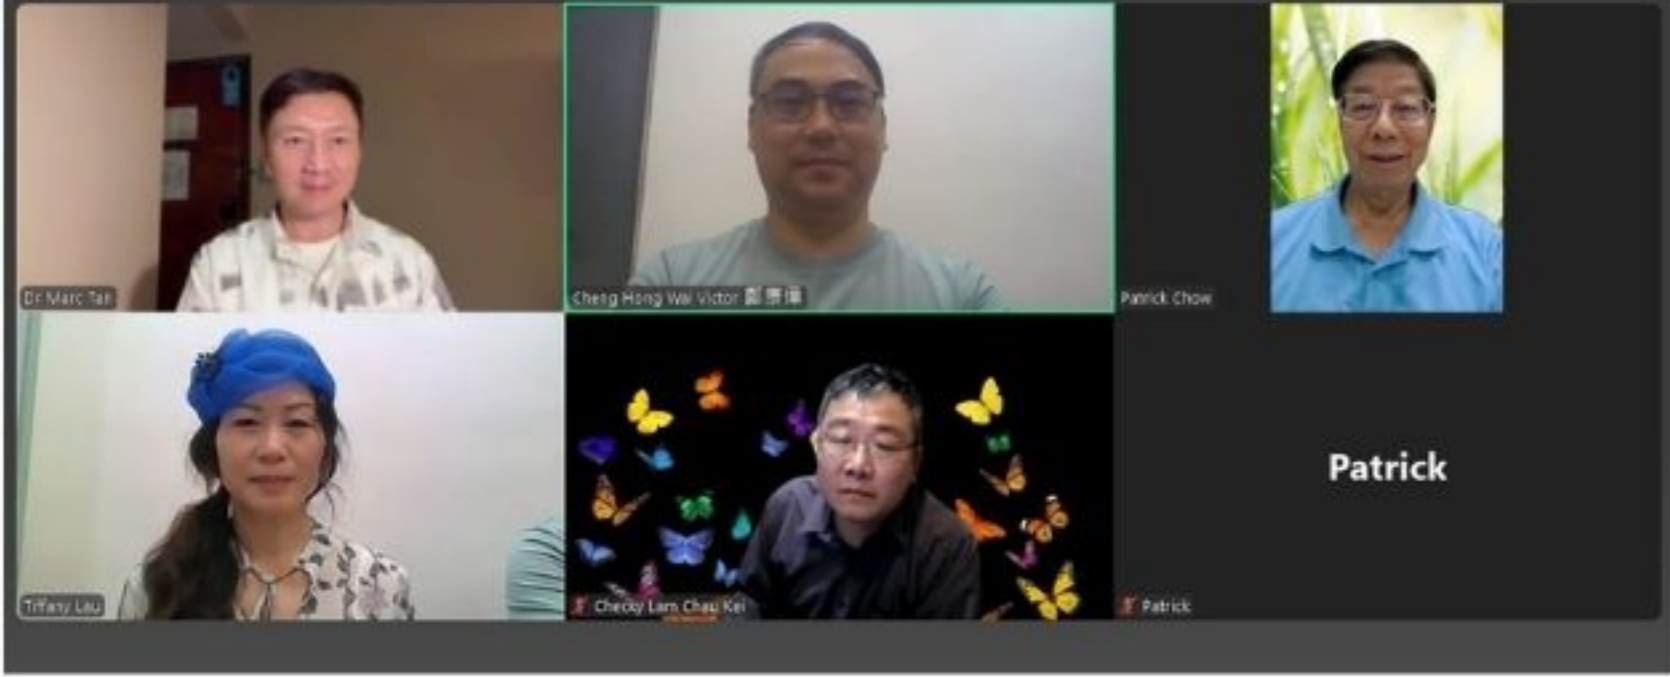 Dr Marc Tan
Cheng Hong Wai Victor 鄭康偉
Patrick Chow
Patrick
Tiffany Lau
Checky Lam Chau Kei
Patrick